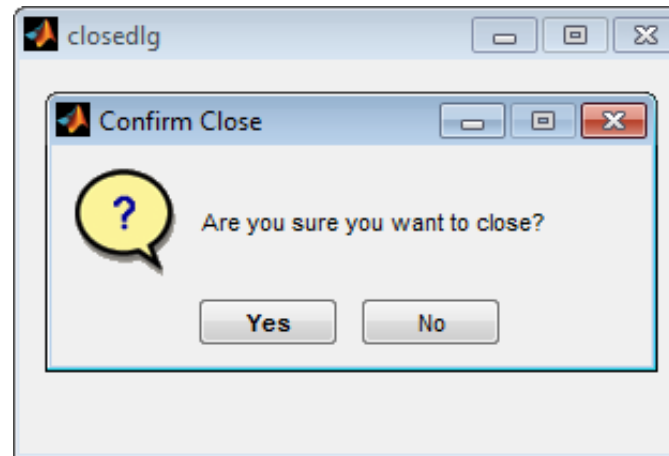 closedlg
Confirm Close
?
Are you sure you want to close?
Yes No